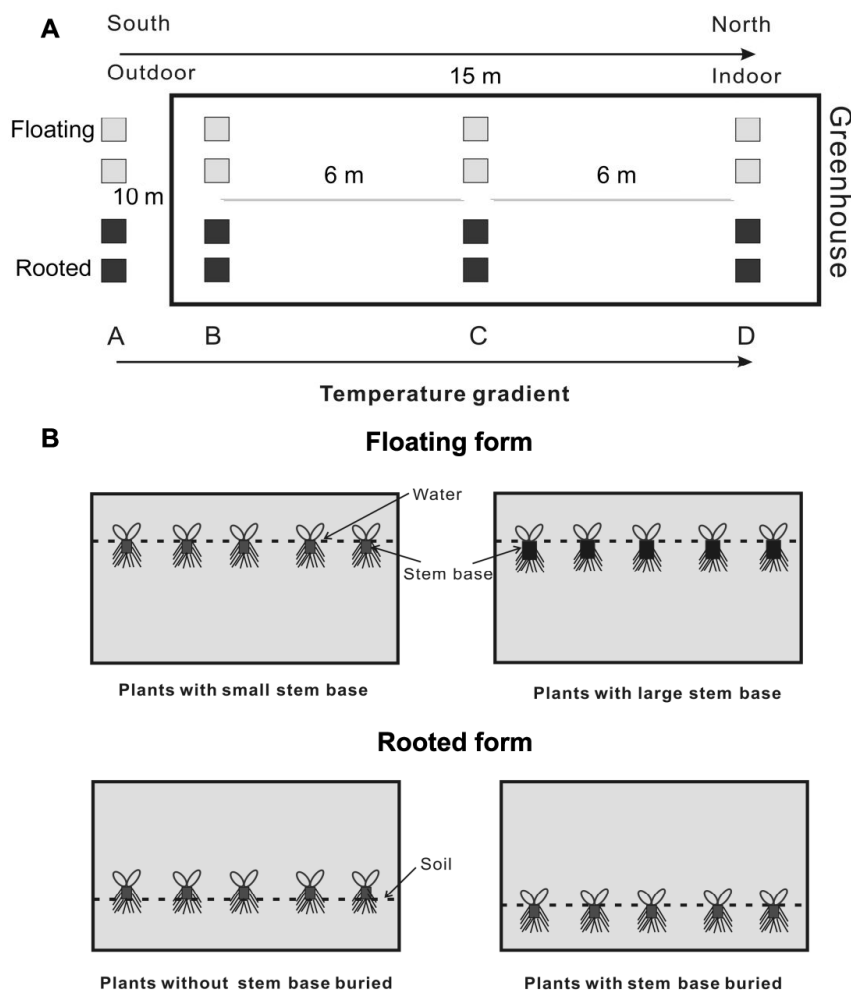 A
South
North
Outdoor
15 m
Indoor
Floating
10 m
6 m
6 m
Rooted
Greenhouse
A
B
C
D
Temperature gradient
B
Floating form
Water
Stem base
Plants with small stem base
Plants with large stem base
Rooted form
Soil
Plants without stem base buried
Plants with stem base buried